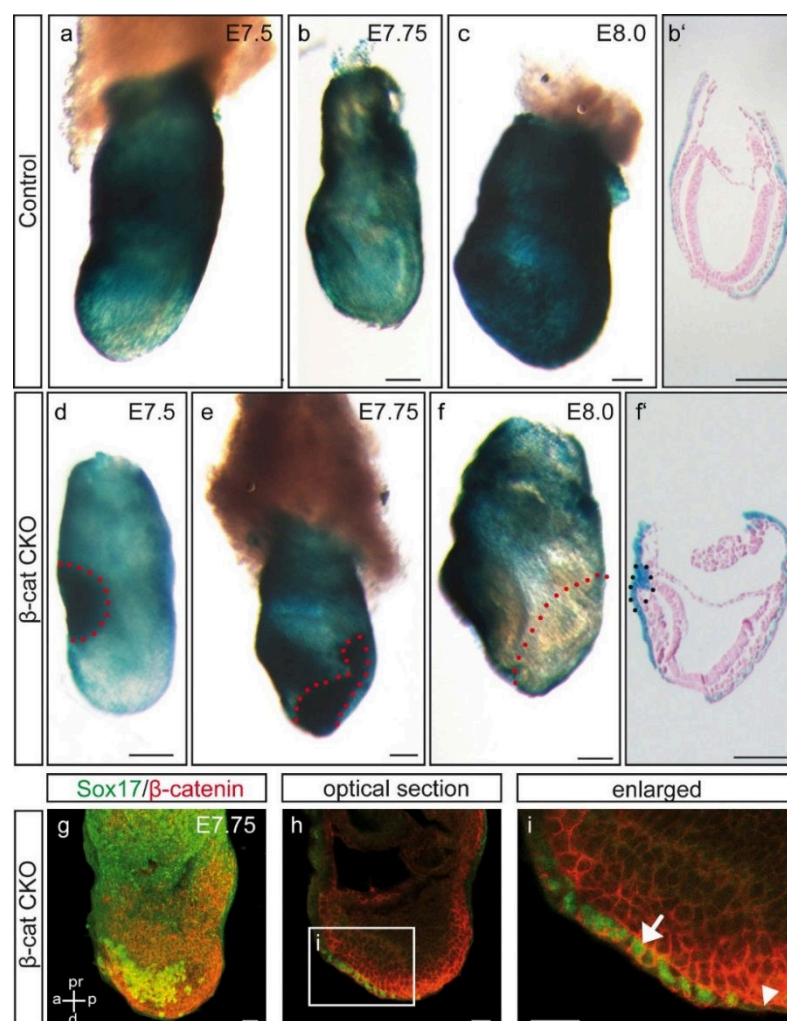 a E7.5
b E7.75
c E8.0
b'
Control
d E7.5
e E7.75
f E8.0
f'
β-cat CKO
Sox17/β-catenin
optical section
enlarged
g E7.75
h
i
i
β-cat CKO
pr
a p
d